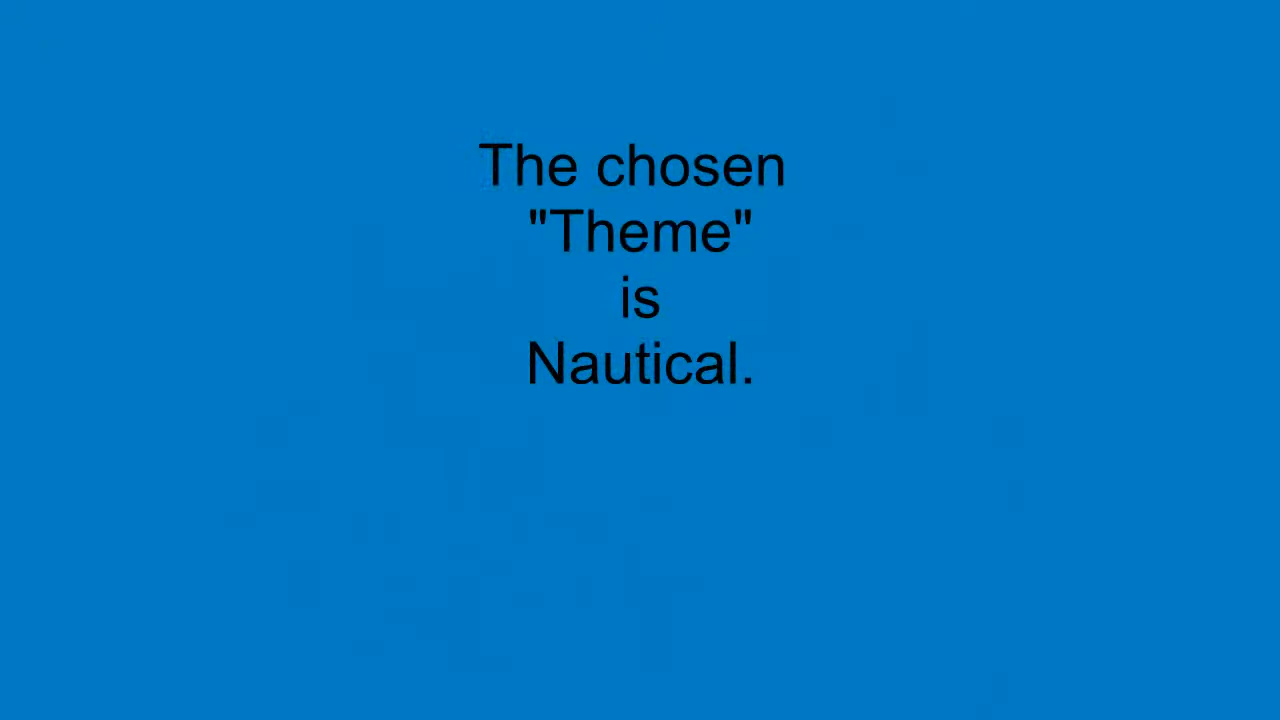 The chosen
"Theme"
is
Nautical.